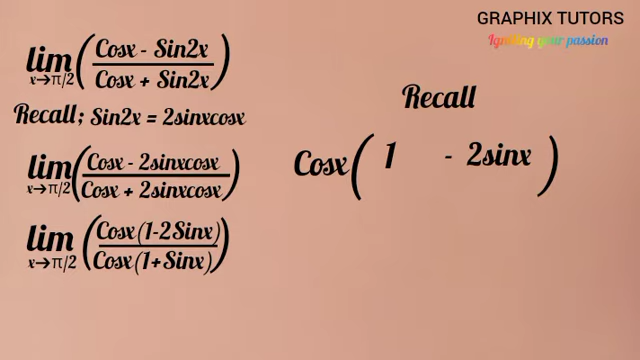 GRAPHIX TUTORS
Igniting your passion
lim x→π/2 (Cosx - Sin2x / Cosx + Sin2x)
Recall; Sin2x = 2sinxcosx
lim x→π/2 (Cosx - 2sinxcosx / Cosx + 2sinxcosx)
lim x→π/2 (Cosx(1-2Sinx) / Cosx(1+Sinx))
Recall
Cosx( 1 - 2sinx )